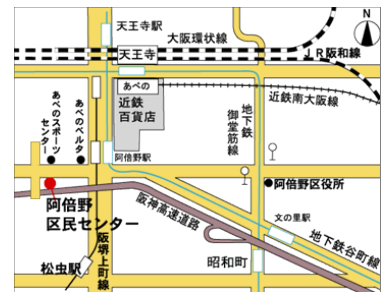 天王寺駅
大阪環状線
N
天王寺
JR阪和線
あべの
近鉄
百貨店
近鉄南大阪線
地下鉄
御堂筋線
あべのスポーツ
センター
あべのベルタ
阿倍野駅
阿倍野区役所
阿倍野
区民センター
阪神高速道路
文の里駅
地下鉄谷町線
昭和町
松虫駅
阪堺上町線